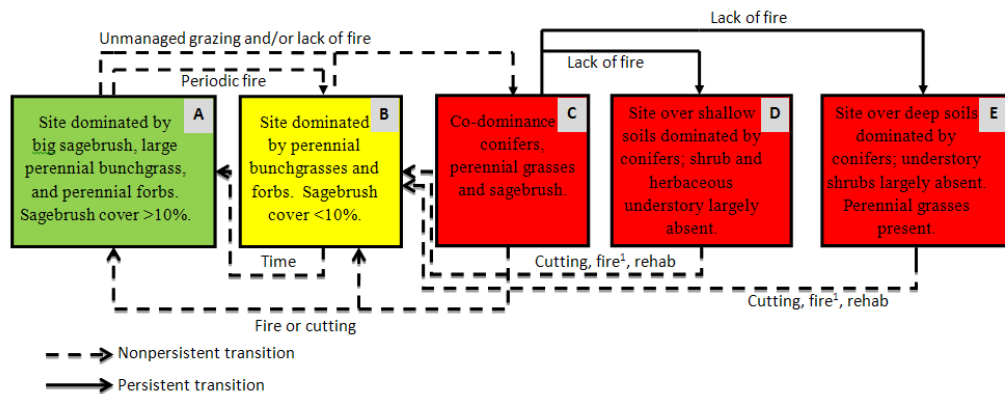 Lack of fire
Unmanaged grazing and/or lack of fire
Lack of fire
Periodic fire
A
Site dominated by
big sagebrush, large
perennial bunchgrass,
and perennial forbs.
Sagebrush cover >10%.
B
Site dominated
by perennial
bunchgrasses and
forbs. Sagebrush
cover <10%.
C
Co-dominance
conifers,
perennial grasses
and sagebrush.
D
Site over shallow
soils dominated by
conifers; shrub and
herbaceous
understory largely
absent.
E
Site over deep soils
dominated by
conifers; understory
shrubs largely absent.
Perennial grasses
present.
Time
Cutting, fire¹, rehab
Cutting, fire¹, rehab
Fire or cutting
Nonpersistent transition
Persistent transition